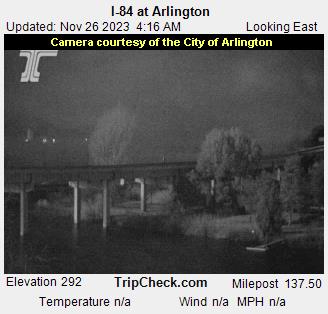 I-84 at Arlington
Updated: Nov 26 2023 4:16 AM Looking East
Camera courtesy of the City of Arlington
Elevation 292 TripCheck.com Milepost 137.50
Temperature n/a Wind n/a MPH n/a